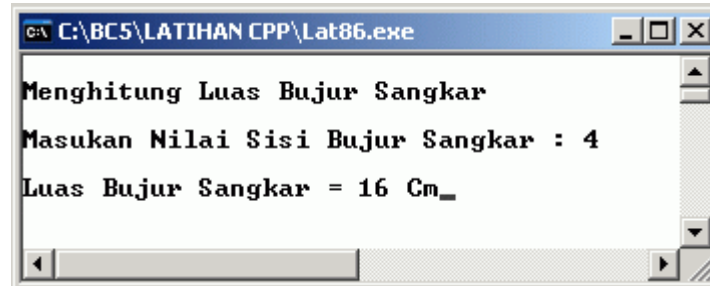 C:\BC5\LATIHAN CPP\Lat86.exe
Menghitung Luas Bujur Sangkar
Masukan Nilai Sisi Bujur Sangkar : 4
Luas Bujur Sangkar = 16 Cm_